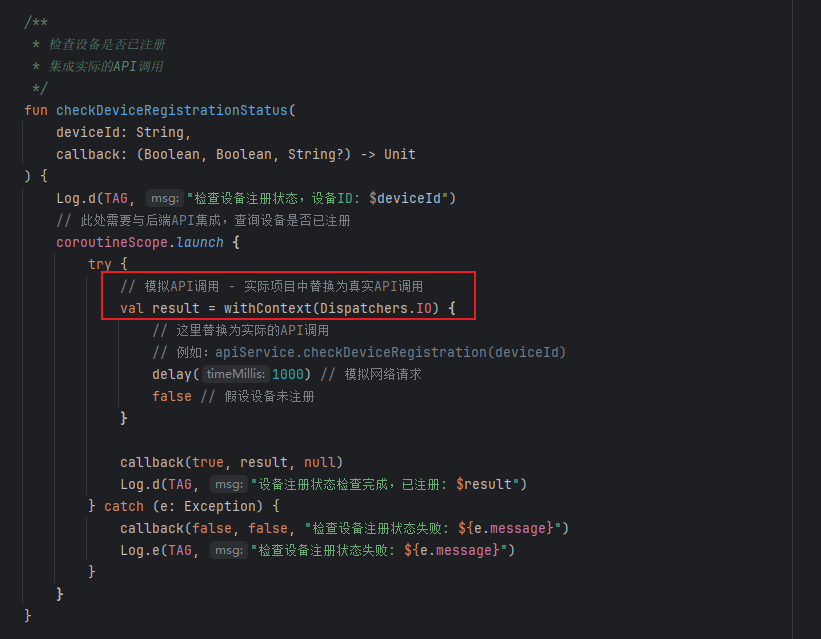 /**
 * 检查设备是否已注册
 * 集成实际的API调用
 */
fun checkDeviceRegistrationStatus(
    deviceId: String,
    callback: (Boolean, Boolean, String?) -> Unit
) {
    Log.d(TAG, msg: "检查设备注册状态，设备ID: $deviceId")
    // 此处需要与后端API集成，查询设备是否已注册
    coroutineScope.launch {
        try {
            // 模拟API调用 - 实际项目中替换为真实API调用
            val result = withContext(Dispatchers.IO) {
                // 这里替换为实际的API调用
                // 例如：apiService.checkDeviceRegistration(deviceId)
                delay( timeMillis: 1000) // 模拟网络请求
                false // 假设设备未注册
            }
            callback(true, result, null)
            Log.d(TAG, msg: "设备注册状态检查完成，已注册: $result")
        } catch (e: Exception) {
            callback(false, false, "检查设备注册状态失败: ${e.message}")
            Log.e(TAG, msg: "检查设备注册状态失败: ${e.message}")
        }
    }
}